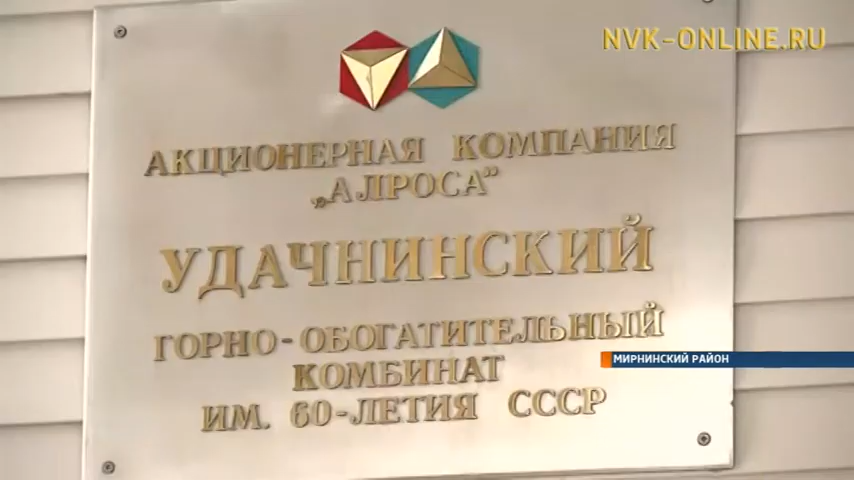 NVK-ONLINE.RU
АКЦИОНЕРНАЯ КОМПАНИЯ
„АЛРОСА“
УДАЧНИНСКИЙ
ГОРНО-ОБОГАТИТЕЛЬНЫЙ
КОМБИНАТ
ИМ. 60-ЛЕТИЯ СССР
МИРНИНСКИЙ РАЙОН